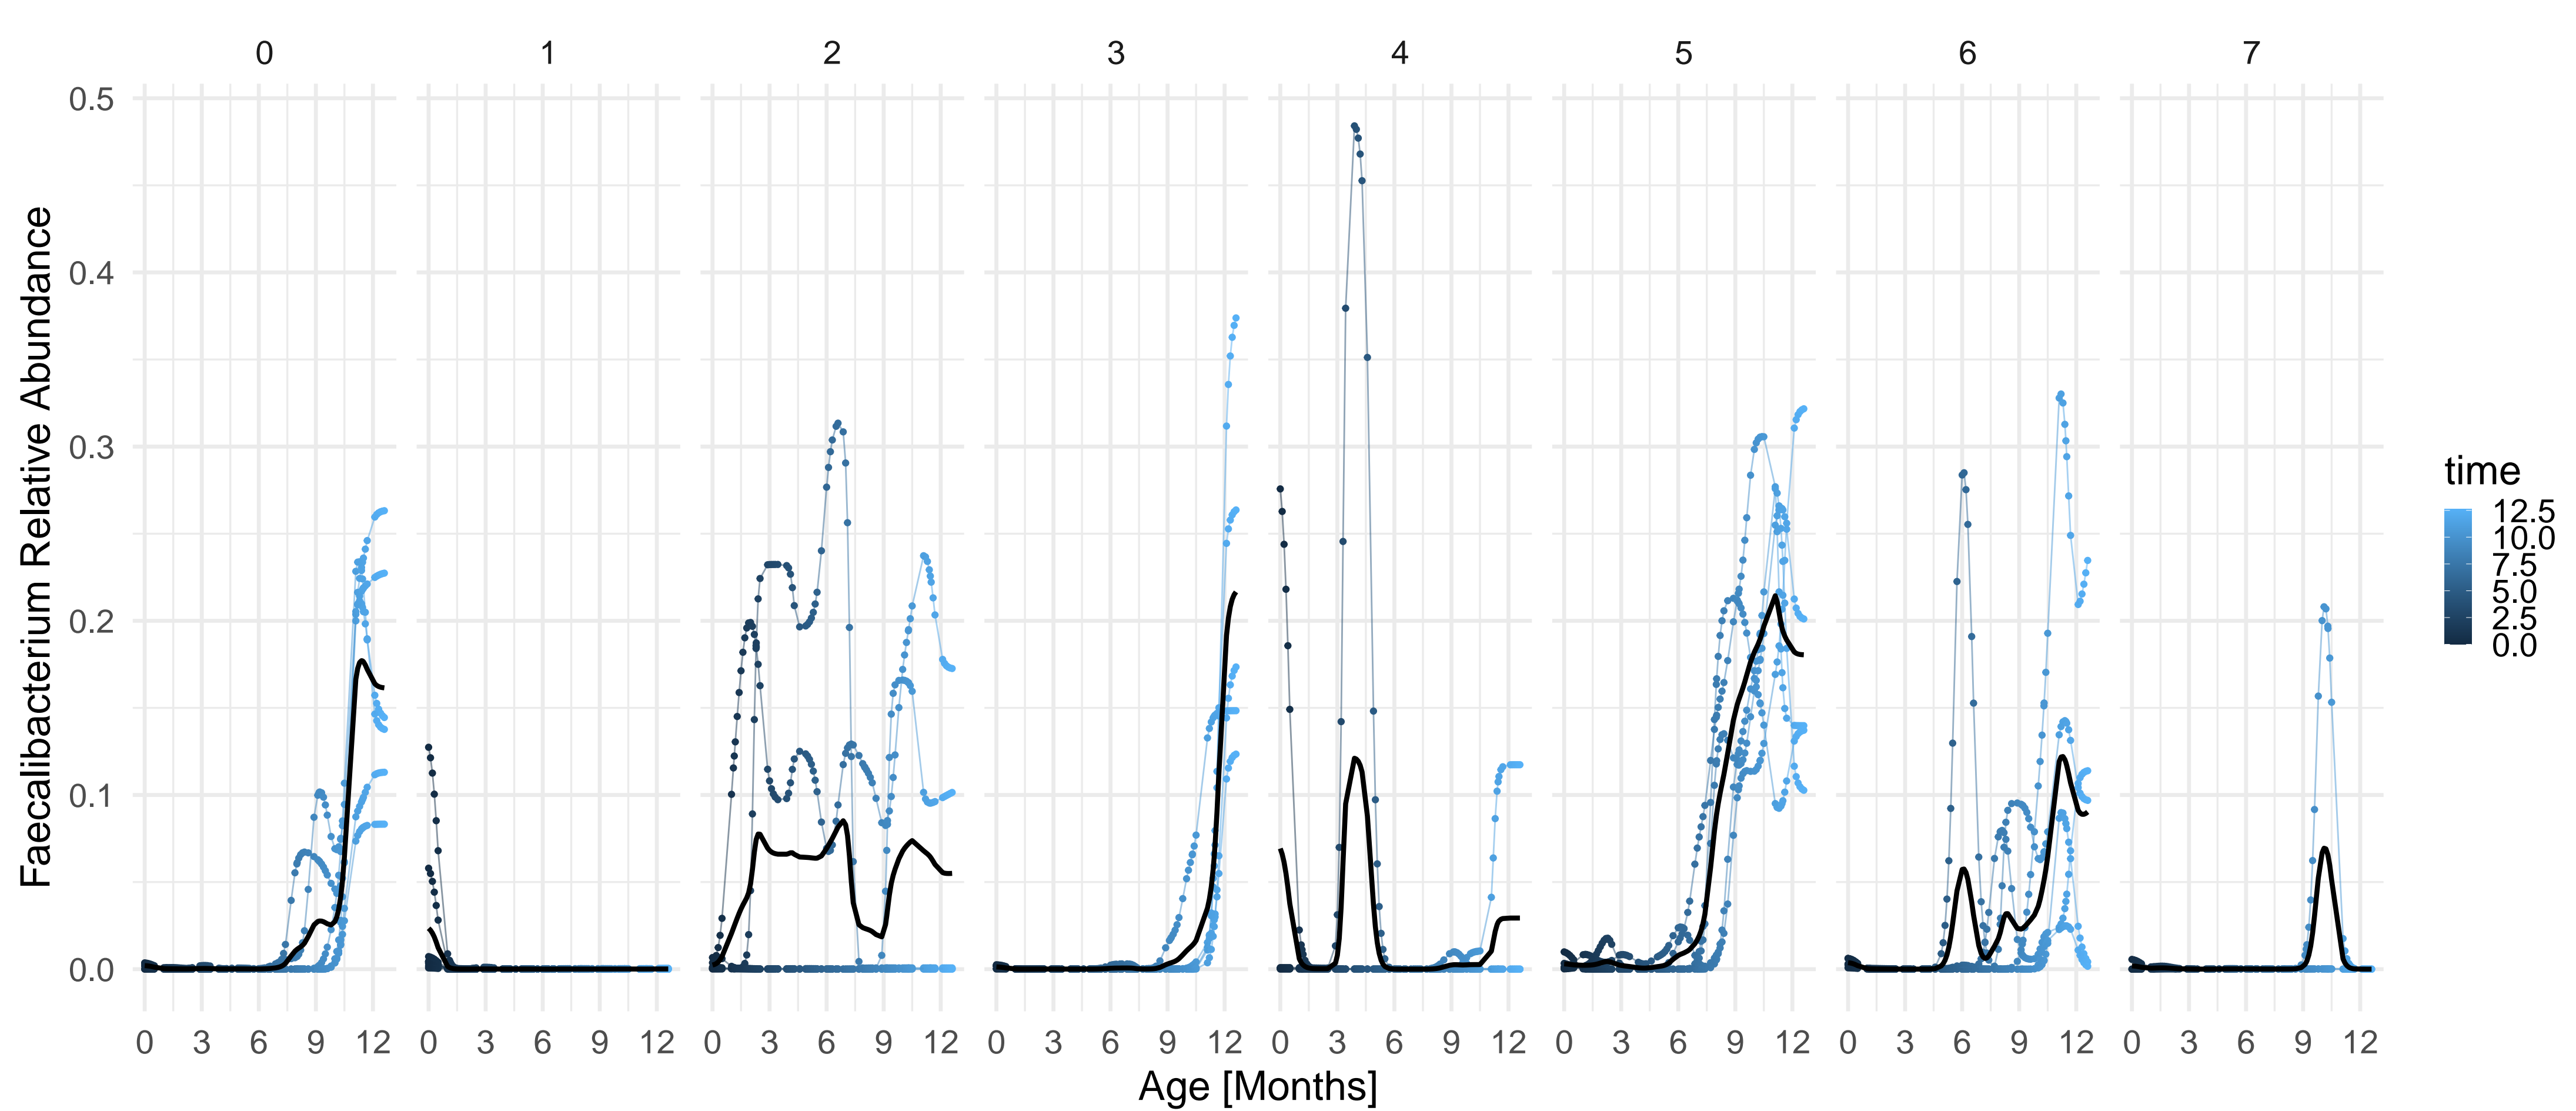 0 1 2 3 4 5 6 7
0.5
0.4
0.3
0.2
0.1
0.0
Faecalibacterium Relative Abundance
0 3 6 9 12 0 3 6 9 12 0 3 6 9 12 0 3 6 9 12 0 3 6 9 12 0 3 6 9 12 0 3 6 9 12 0 3 6 9 12
Age [Months]
time
12.5
10.0
7.5
5.0
2.5
0.0